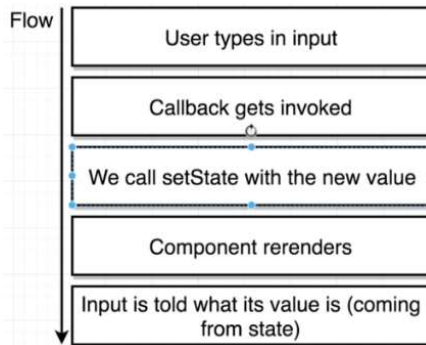 Flow
User types in input
Callback gets invoked
We call setState with the new value
Component rerenders
Input is told what its value is (coming
from state)